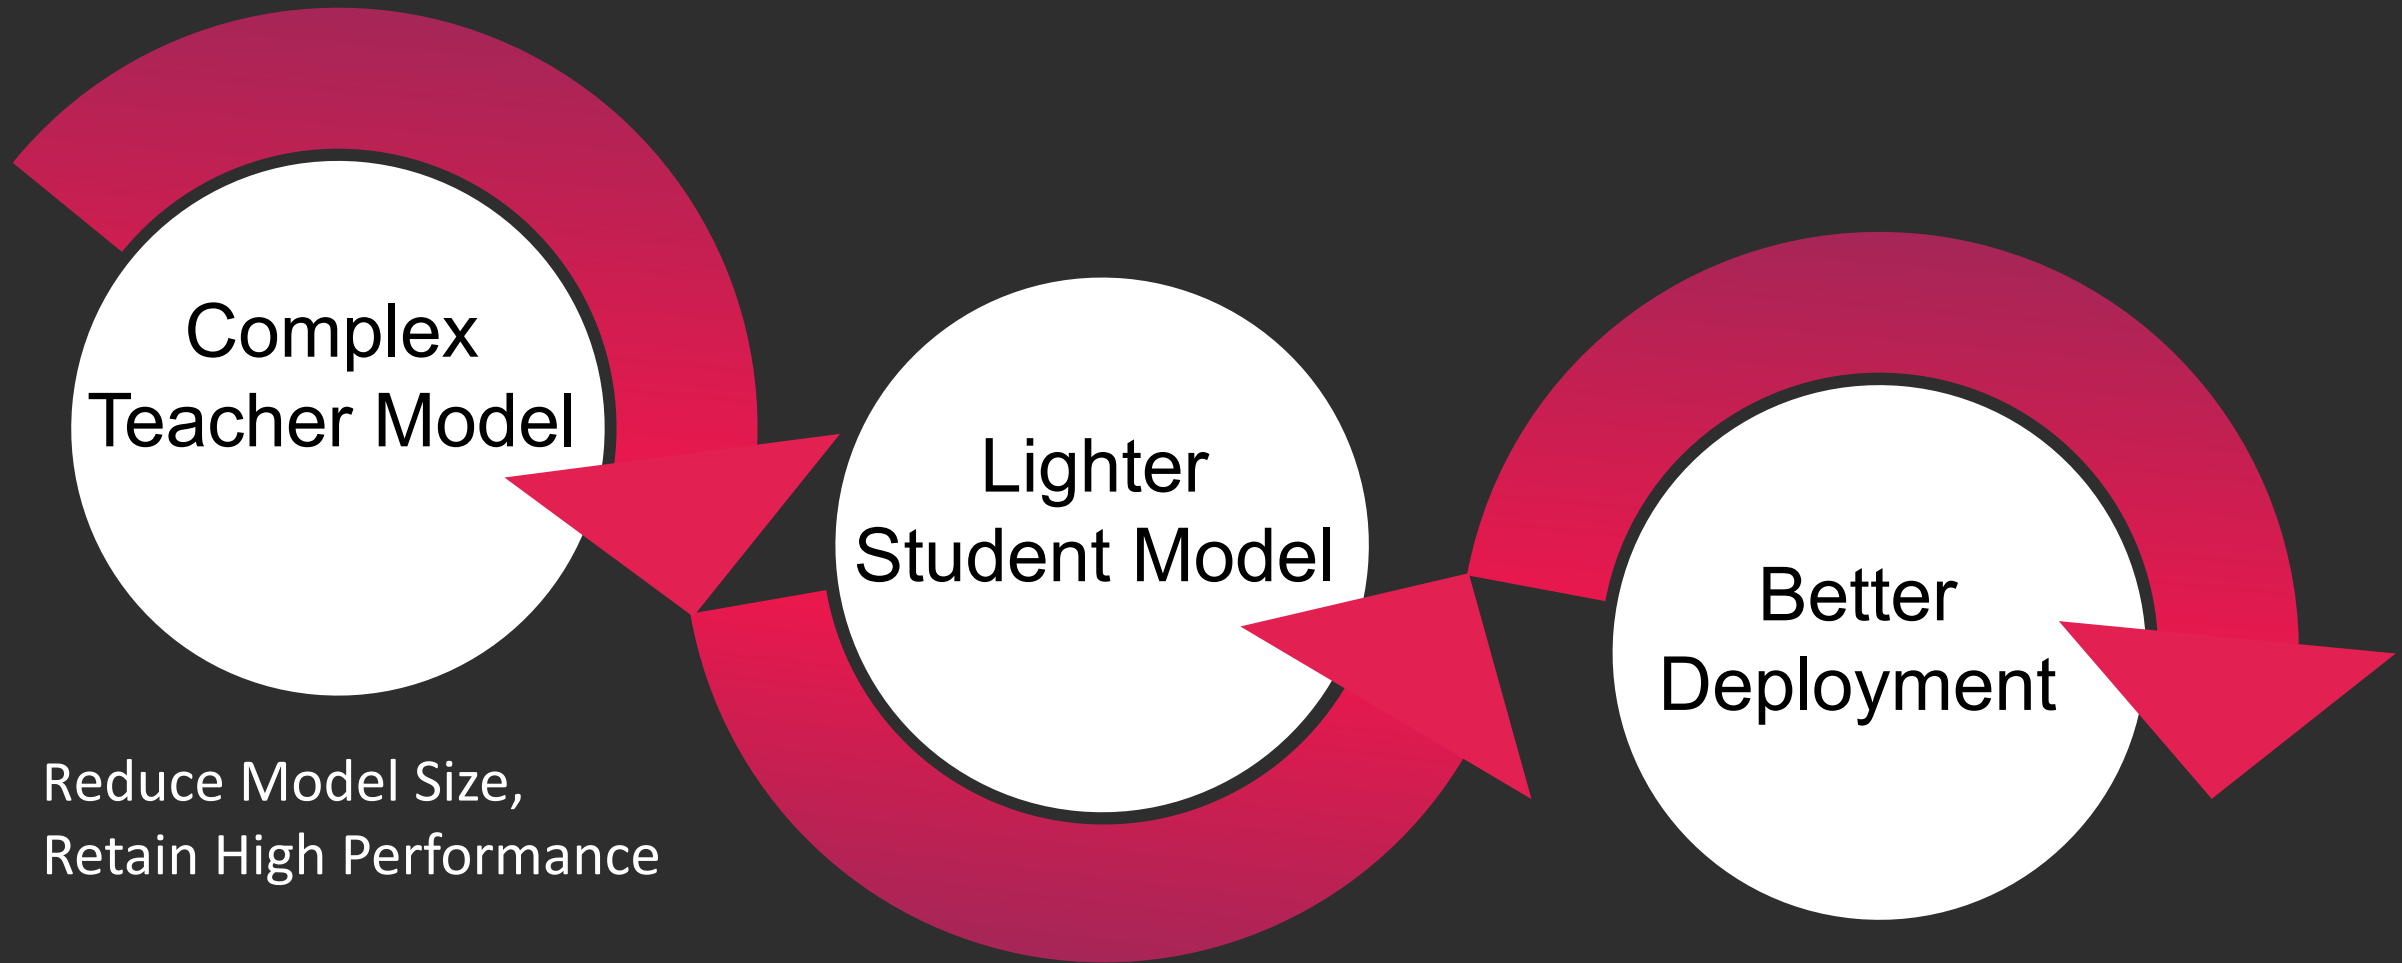 Complex
Teacher Model
Lighter
Student Model
Better
Deployment
Reduce Model Size,
Retain High Performance